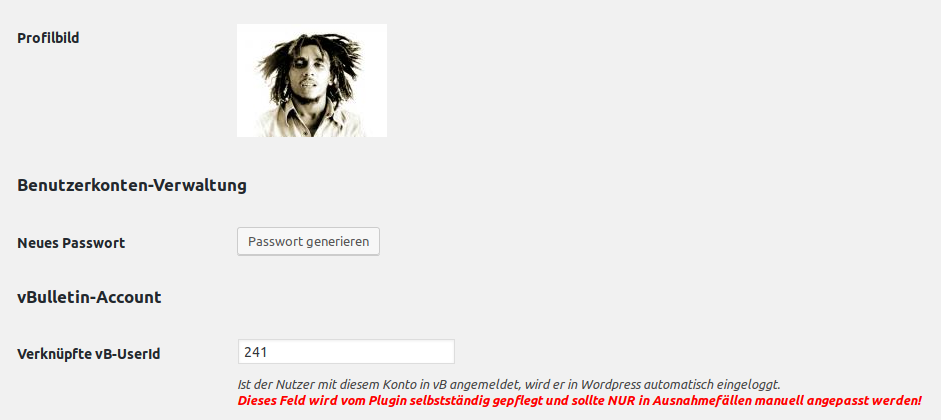 Profilbild
Benutzerkonten-Verwaltung
Neues Passwort
Passwort generieren
vBulletin-Account
Verknüpfte vB-UserId
241
Ist der Nutzer mit diesem Konto in vB angemeldet, wird er in Wordpress automatisch eingeloggt.
Dieses Feld wird vom Plugin selbstständig gepflegt und sollte NUR in Ausnahmefällen manuell angepasst werden!